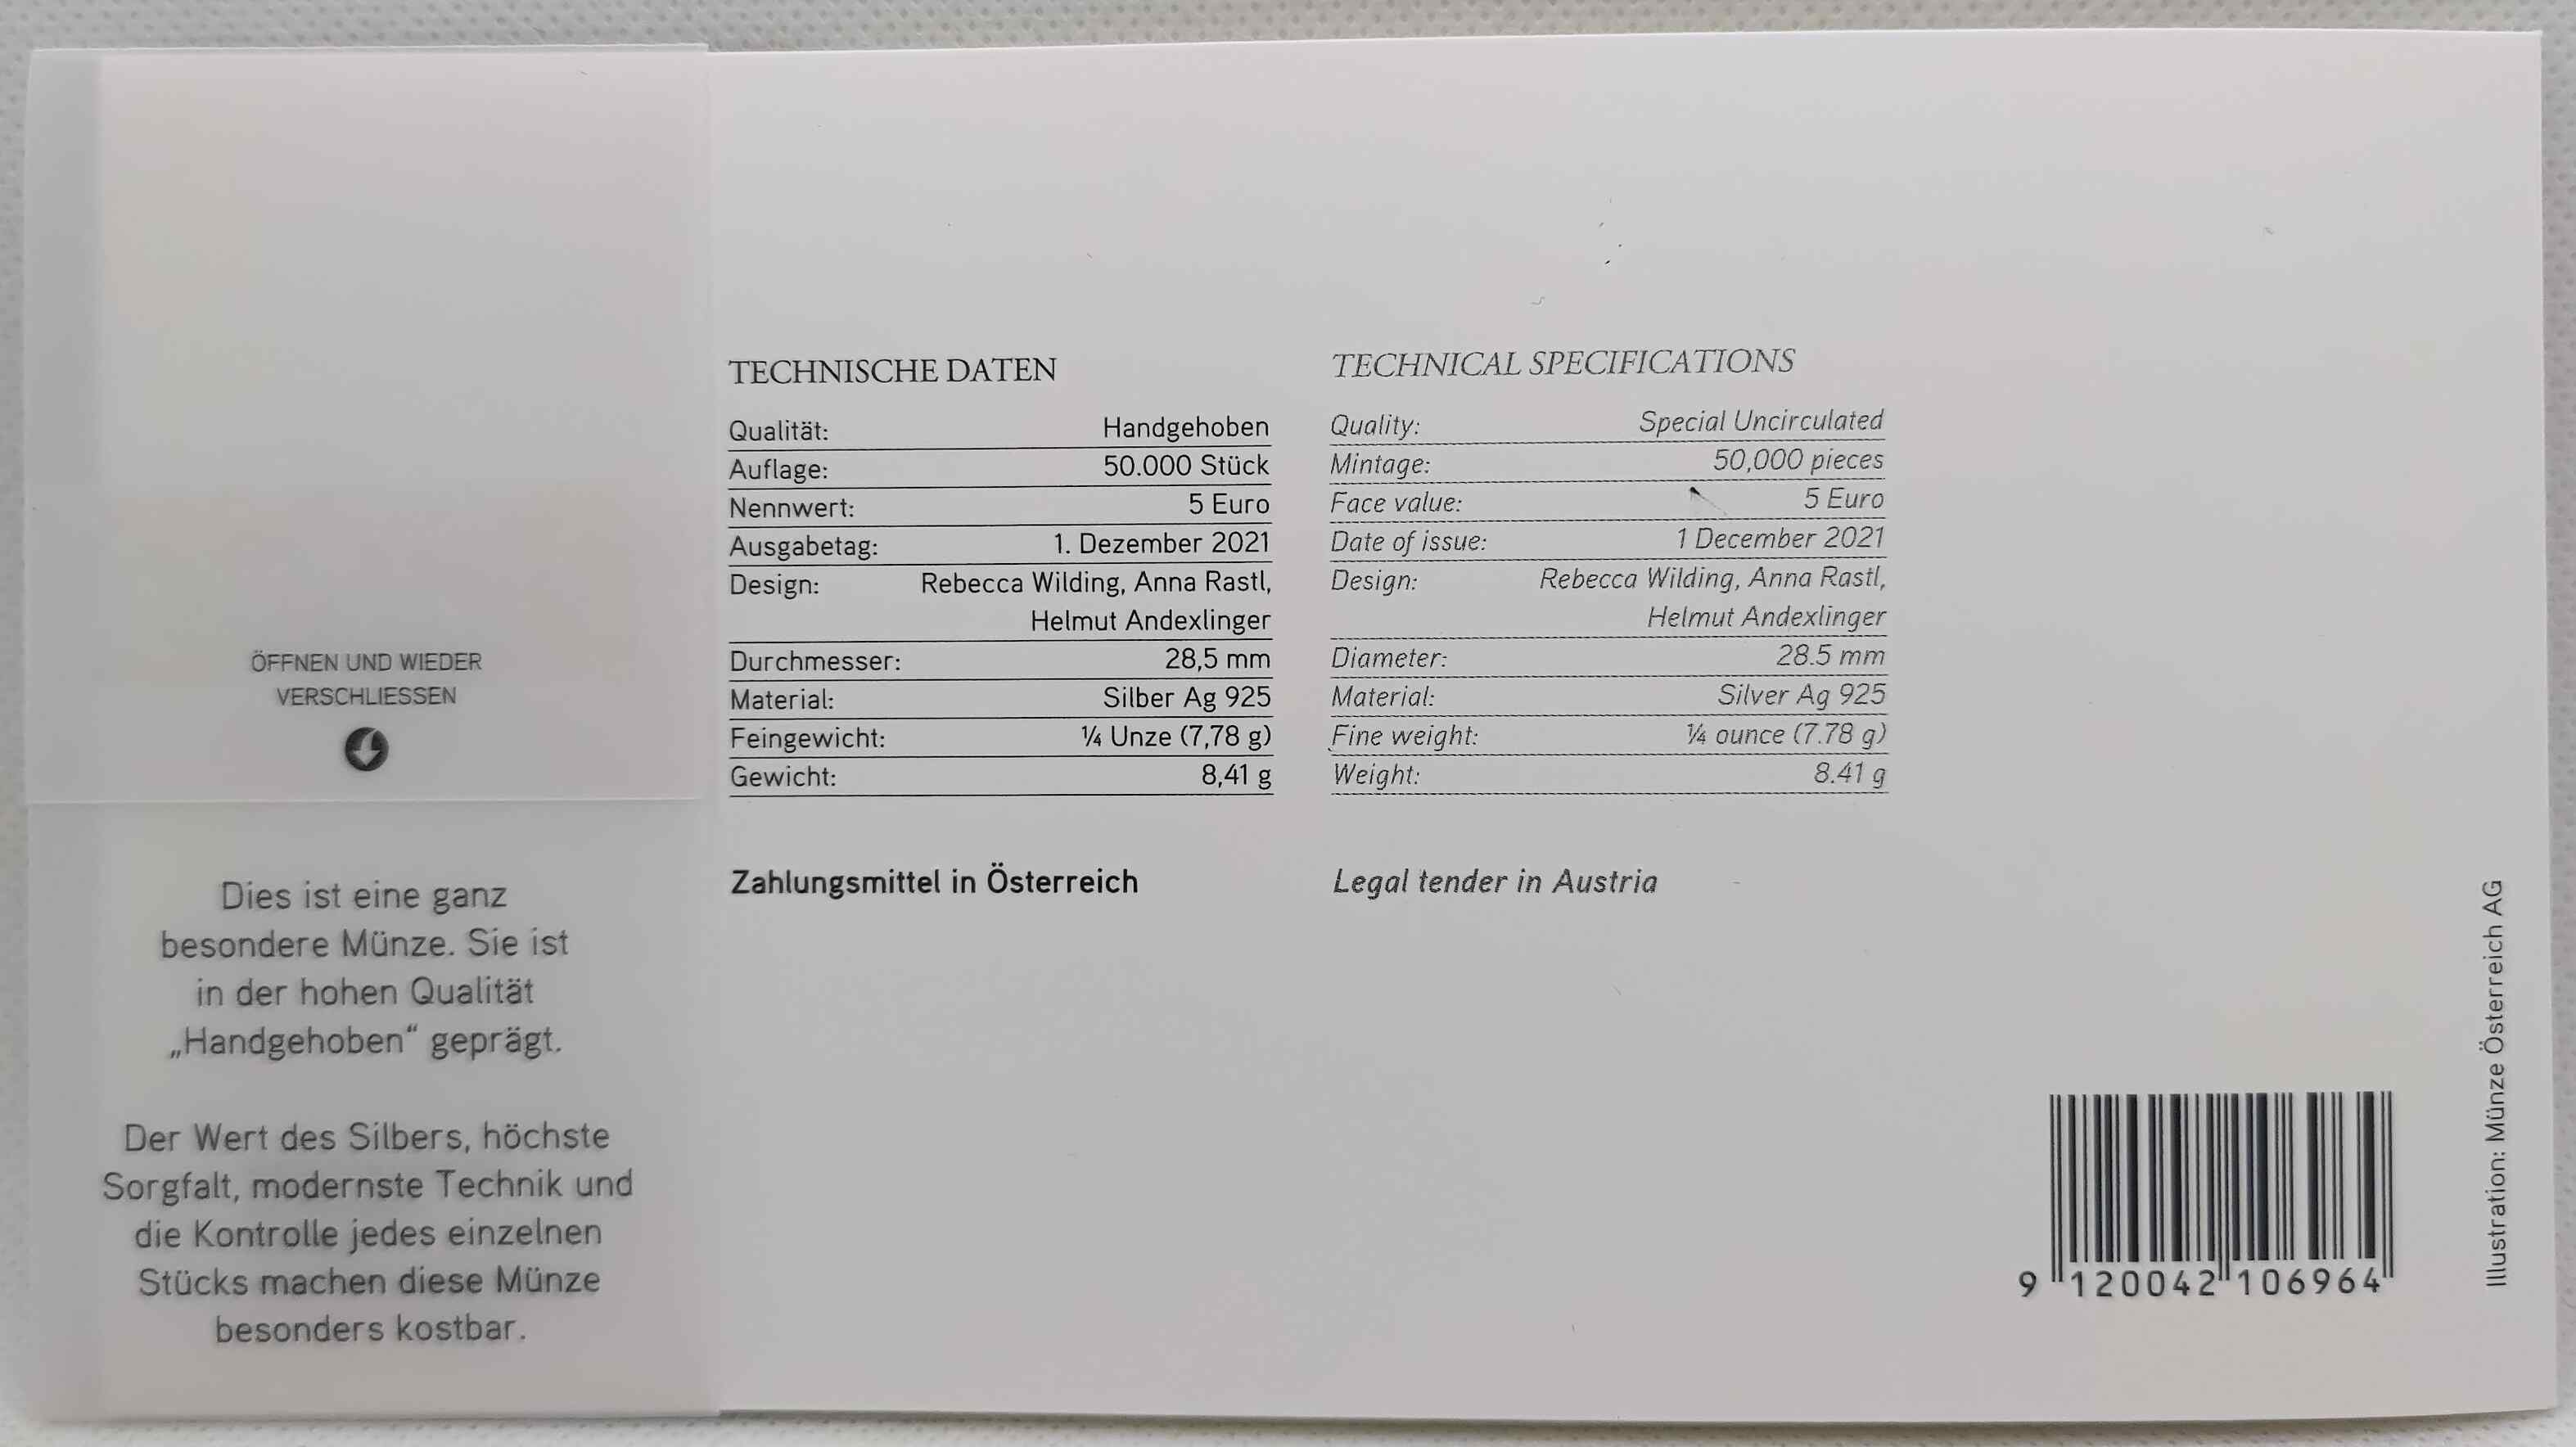 ÖFFNEN UND WIEDER
VERSCHLIESSEN
Dies ist eine ganz
besondere Münze. Sie ist
in der hohen Qualität
„Handgehoben“ geprägt.
Der Wert des Silbers, höchste
Sorgfalt, modernste Technik und
die Kontrolle jedes einzelnen
Stücks machen diese Münze
besonders kostbar.
TECHNISCHE DATEN
Qualität: Handgehoben
Auflage: 50.000 Stück
Nennwert: 5 Euro
Ausgabetag: 1. Dezember 2021
Design: Rebecca Wilding, Anna Rastl,
Helmut Andexlinger
Durchmesser: 28,5 mm
Material: Silber Ag 925
Feingewicht: ¼ Unze (7,78 g)
Gewicht: 8,41 g
Zahlungsmittel in Österreich
TECHNICAL SPECIFICATIONS
Quality: Special Uncirculated
Mintage: 50,000 pieces
Face value: 5 Euro
Date of issue: 1 December 2021
Design: Rebecca Wilding, Anna Rastl,
Helmut Andexlinger
Diameter: 28.5 mm
Material: Silver Ag 925
Fine weight: ¼ ounce (7.78 g)
Weight: 8.41 g
Legal tender in Austria
9 120042 106964
Illustration: Münze Österreich AG